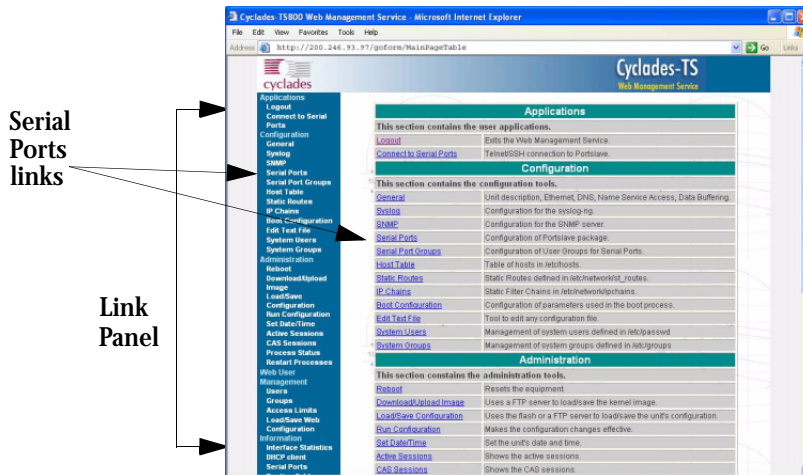 Cyclades-TS800 Web Management Service - Microsoft Internet Explorer
File Edit View Favorites Tools Help
Address http://200.246.93.97/goform/MainPageTable Go Links
cyclades
Cyclades-TS
Web Management Service
Serial
Ports
links
Link
Panel
Applications
Logout
Connect to Serial
Ports
Configuration
General
Syslog
SNMP
Serial Ports
Serial Port Groups
Host Table
Static Routes
IP Chains
Boot Configuration
Edit Text File
System Users
System Groups
Administration
Reboot
Download/Upload
Image
Load/Save
Configuration
Run Configuration
Set Date/Time
Active Sessions
CAS Sessions
Process Status
Restart Processes
Web User
Management
Users
Groups
Access Limits
Load/Save Web
Configuration
Information
Interface Statistics
DHCP client
Serial Ports
Applications
This section contains the user applications.
Logout Exits the Web Management Service.
Connect to Serial Ports Telnet/SSH connection to Portslave.
Configuration
This section contains the configuration tools.
General Unit description, Ethernet, DNS, Name Service Access, Data Buffering.
Syslog Configuration for the syslog-ng.
SNMP Configuration for the SNMP server.
Serial Ports Configuration of Portslave package.
Serial Port Groups Configuration of User Groups for Serial Ports.
Host Table Table of hosts in /etc/hosts.
Static Routes Static Routes defined in /etc/network/st_routes.
IP Chains Static Filter Chains in /etc/network/ipchains.
Boot Configuration Configuration of parameters used in the boot process.
Edit Text File Tool to edit any configuration file.
System Users Management of system users defined in /etc/passwd
System Groups Management of system groups defined in /etc/groups
Administration
This section constains the administration tools.
Reboot Resets the equipment.
Download/Upload Image Uses a FTP server to load/save the kernel image.
Load/Save Configuration Uses the flash or a FTP server to load/save the unit's configuration.
Run Configuration Makes the configuration changes effective.
Set Date/Time Set the unit's date and time.
Active Sessions Shows the active sessions.
CAS Sessions Shows the CAS sessions.